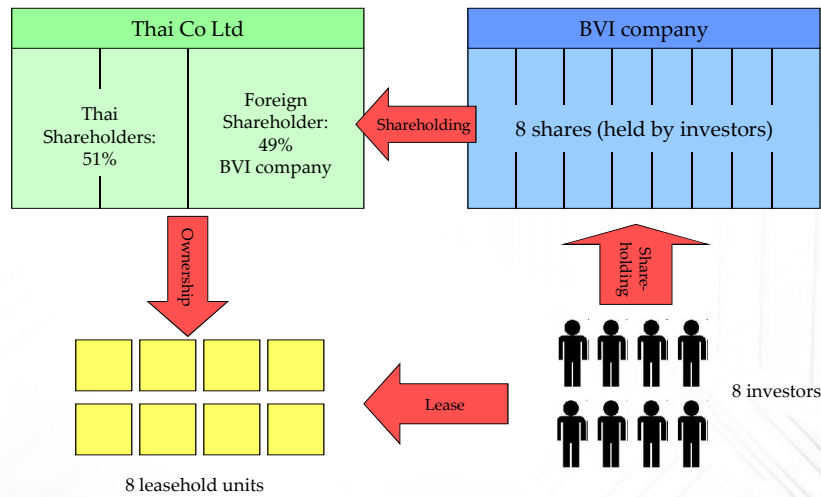 Thai Co Ltd
BVI company
Thai
Shareholders:
51%
Foreign
Shareholder:
49%
BVI company
Shareholding
8 shares (held by investors)
Ownership
Share-
holding
Lease
8 investors
8 leasehold units